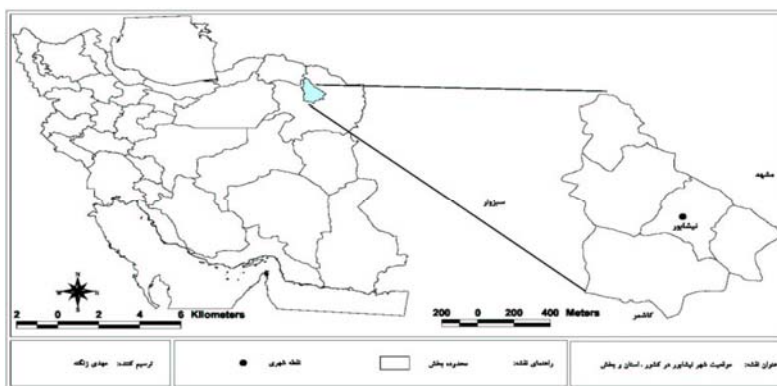 مشهد
سبزوار
نیشابور
کاشمر
N
W E
S
2 0 2 4 6 Kilometers
200 0 200 400 Meters
عنوان نقشه: موقعیت شهر نیشابور در کشور، استان و بخش
راهنمای نقشه: محدوده بخش نقطه شهری
ترسیم کننده: مهدی زنگنه